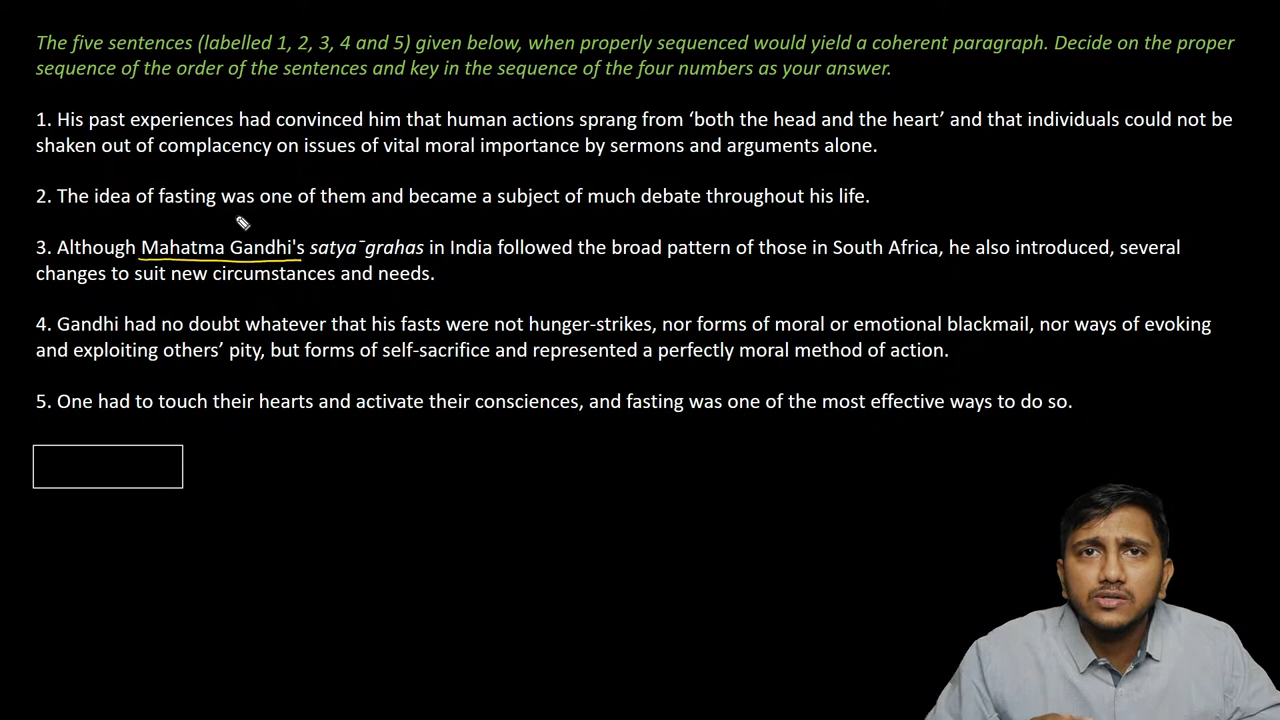 The five sentences (labelled 1, 2, 3, 4 and 5) given below, when properly sequenced would yield a coherent paragraph. Decide on the proper
sequence of the order of the sentences and key in the sequence of the four numbers as your answer.
1. His past experiences had convinced him that human actions sprang from ‘both the head and the heart’ and that individuals could not be
shaken out of complacency on issues of vital moral importance by sermons and arguments alone.
2. The idea of fasting was one of them and became a subject of much debate throughout his life.
3. Although Mahatma Gandhi's satya¯grahas in India followed the broad pattern of those in South Africa, he also introduced, several
changes to suit new circumstances and needs.
4. Gandhi had no doubt whatever that his fasts were not hunger-strikes, nor forms of moral or emotional blackmail, nor ways of evoking
and exploiting others’ pity, but forms of self-sacrifice and represented a perfectly moral method of action.
5. One had to touch their hearts and activate their consciences, and fasting was one of the most effective ways to do so.